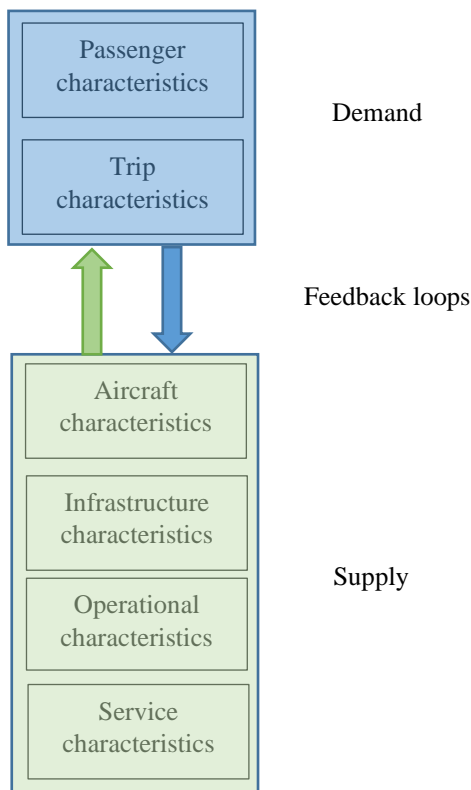 Passenger
characteristics
Demand
Trip
characteristics
Feedback loops
Aircraft
characteristics
Infrastructure
characteristics
Supply
Operational
characteristics
Service
characteristics